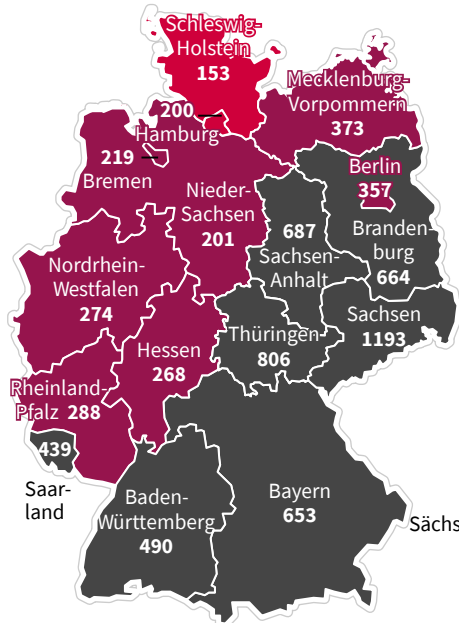 Schleswig-
Holstein
153
Mecklenburg-
Vorpommern
373
200
Hamburg
219
Bremen
Berlin
357
Nieder-
Sachsen
201
687
Sachsen-
Anhalt
Branden-
burg
664
Nordrhein-
Westfalen
274
Sachsen
1193
Thüringen
806
Hessen
268
Rheinland-
Pfalz 288
439
Saar-
land
Baden-
Württemberg
490
Bayern
653
Sächs